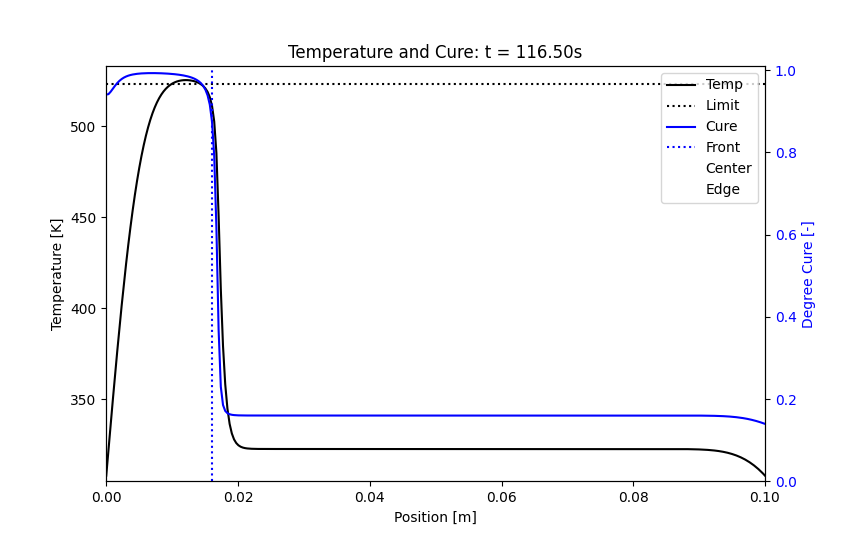 Temperature and Cure: t = 116.50s
Temp
Limit
Cure
Front
Center
Edge
Temperature [K]
500
450
400
350
Degree Cure [-]
1.0
0.8
0.6
0.4
0.2
0.0
0.00 0.02 0.04 0.06 0.08 0.10
Position [m]